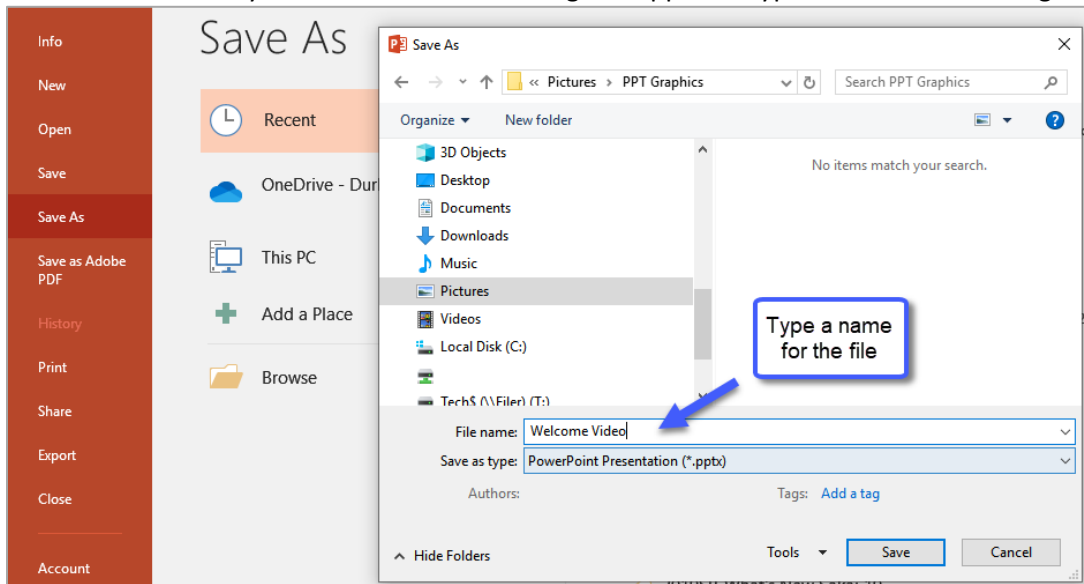 Info
New
Open
Save
Save As
Save as Adobe
PDF
History
Print
Share
Export
Close
Account
Save As
Recent
OneDrive - Dur
This PC
Add a Place
Browse
Save As
« Pictures > PPT Graphics
Search PPT Graphics
Organize
New folder
3D Objects
Desktop
Documents
Downloads
Music
Pictures
Videos
Local Disk (C:)
Tech$ (\\Filer) (T:)
No items match your search.
Type a name
for the file
File name: Welcome Video
Save as type: PowerPoint Presentation (*.pptx)
Authors:
Tags: Add a tag
Hide Folders
Tools
Save
Cancel